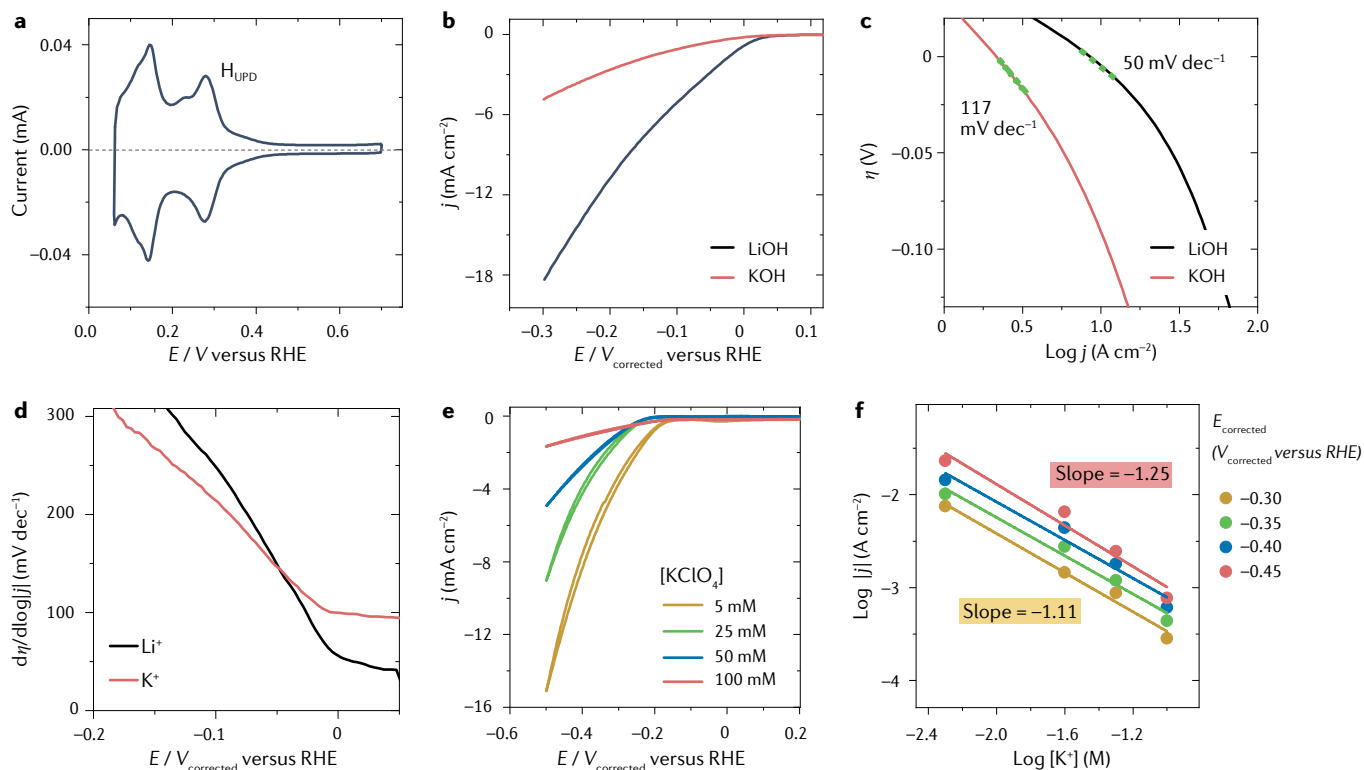 a
0.04
0.00
−0.04
Current (mA)
H_UPD
0.0
0.2
0.4
0.6
E / V versus RHE
b
0
−6
−12
−18
j (mA cm⁻²)
LiOH
KOH
−0.3
−0.2
−0.1
0
0.1
E / V_corrected versus RHE
c
0
−0.05
−0.10
η (V)
50 mV dec⁻¹
117
mV dec⁻¹
LiOH
KOH
0
0.5
1.0
1.5
2.0
Log j (A cm⁻²)
d
300
200
100
0
dη/dlog|j| (mV dec⁻¹)
Li⁺
K⁺
−0.2
−0.1
0
E / V_corrected versus RHE
e
0
−4
−8
−12
−16
j (mA cm⁻²)
[KClO₄]
5 mM
25 mM
50 mM
100 mM
−0.6
−0.4
−0.2
0
0.2
E / V_corrected versus RHE
f
−2
−3
−4
Log |j| (A cm⁻²)
Slope = −1.25
Slope = −1.11
−2.4
−2.0
−1.6
−1.2
Log [K⁺] (M)
E_corrected
(V_corrected versus RHE)
−0.30
−0.35
−0.40
−0.45